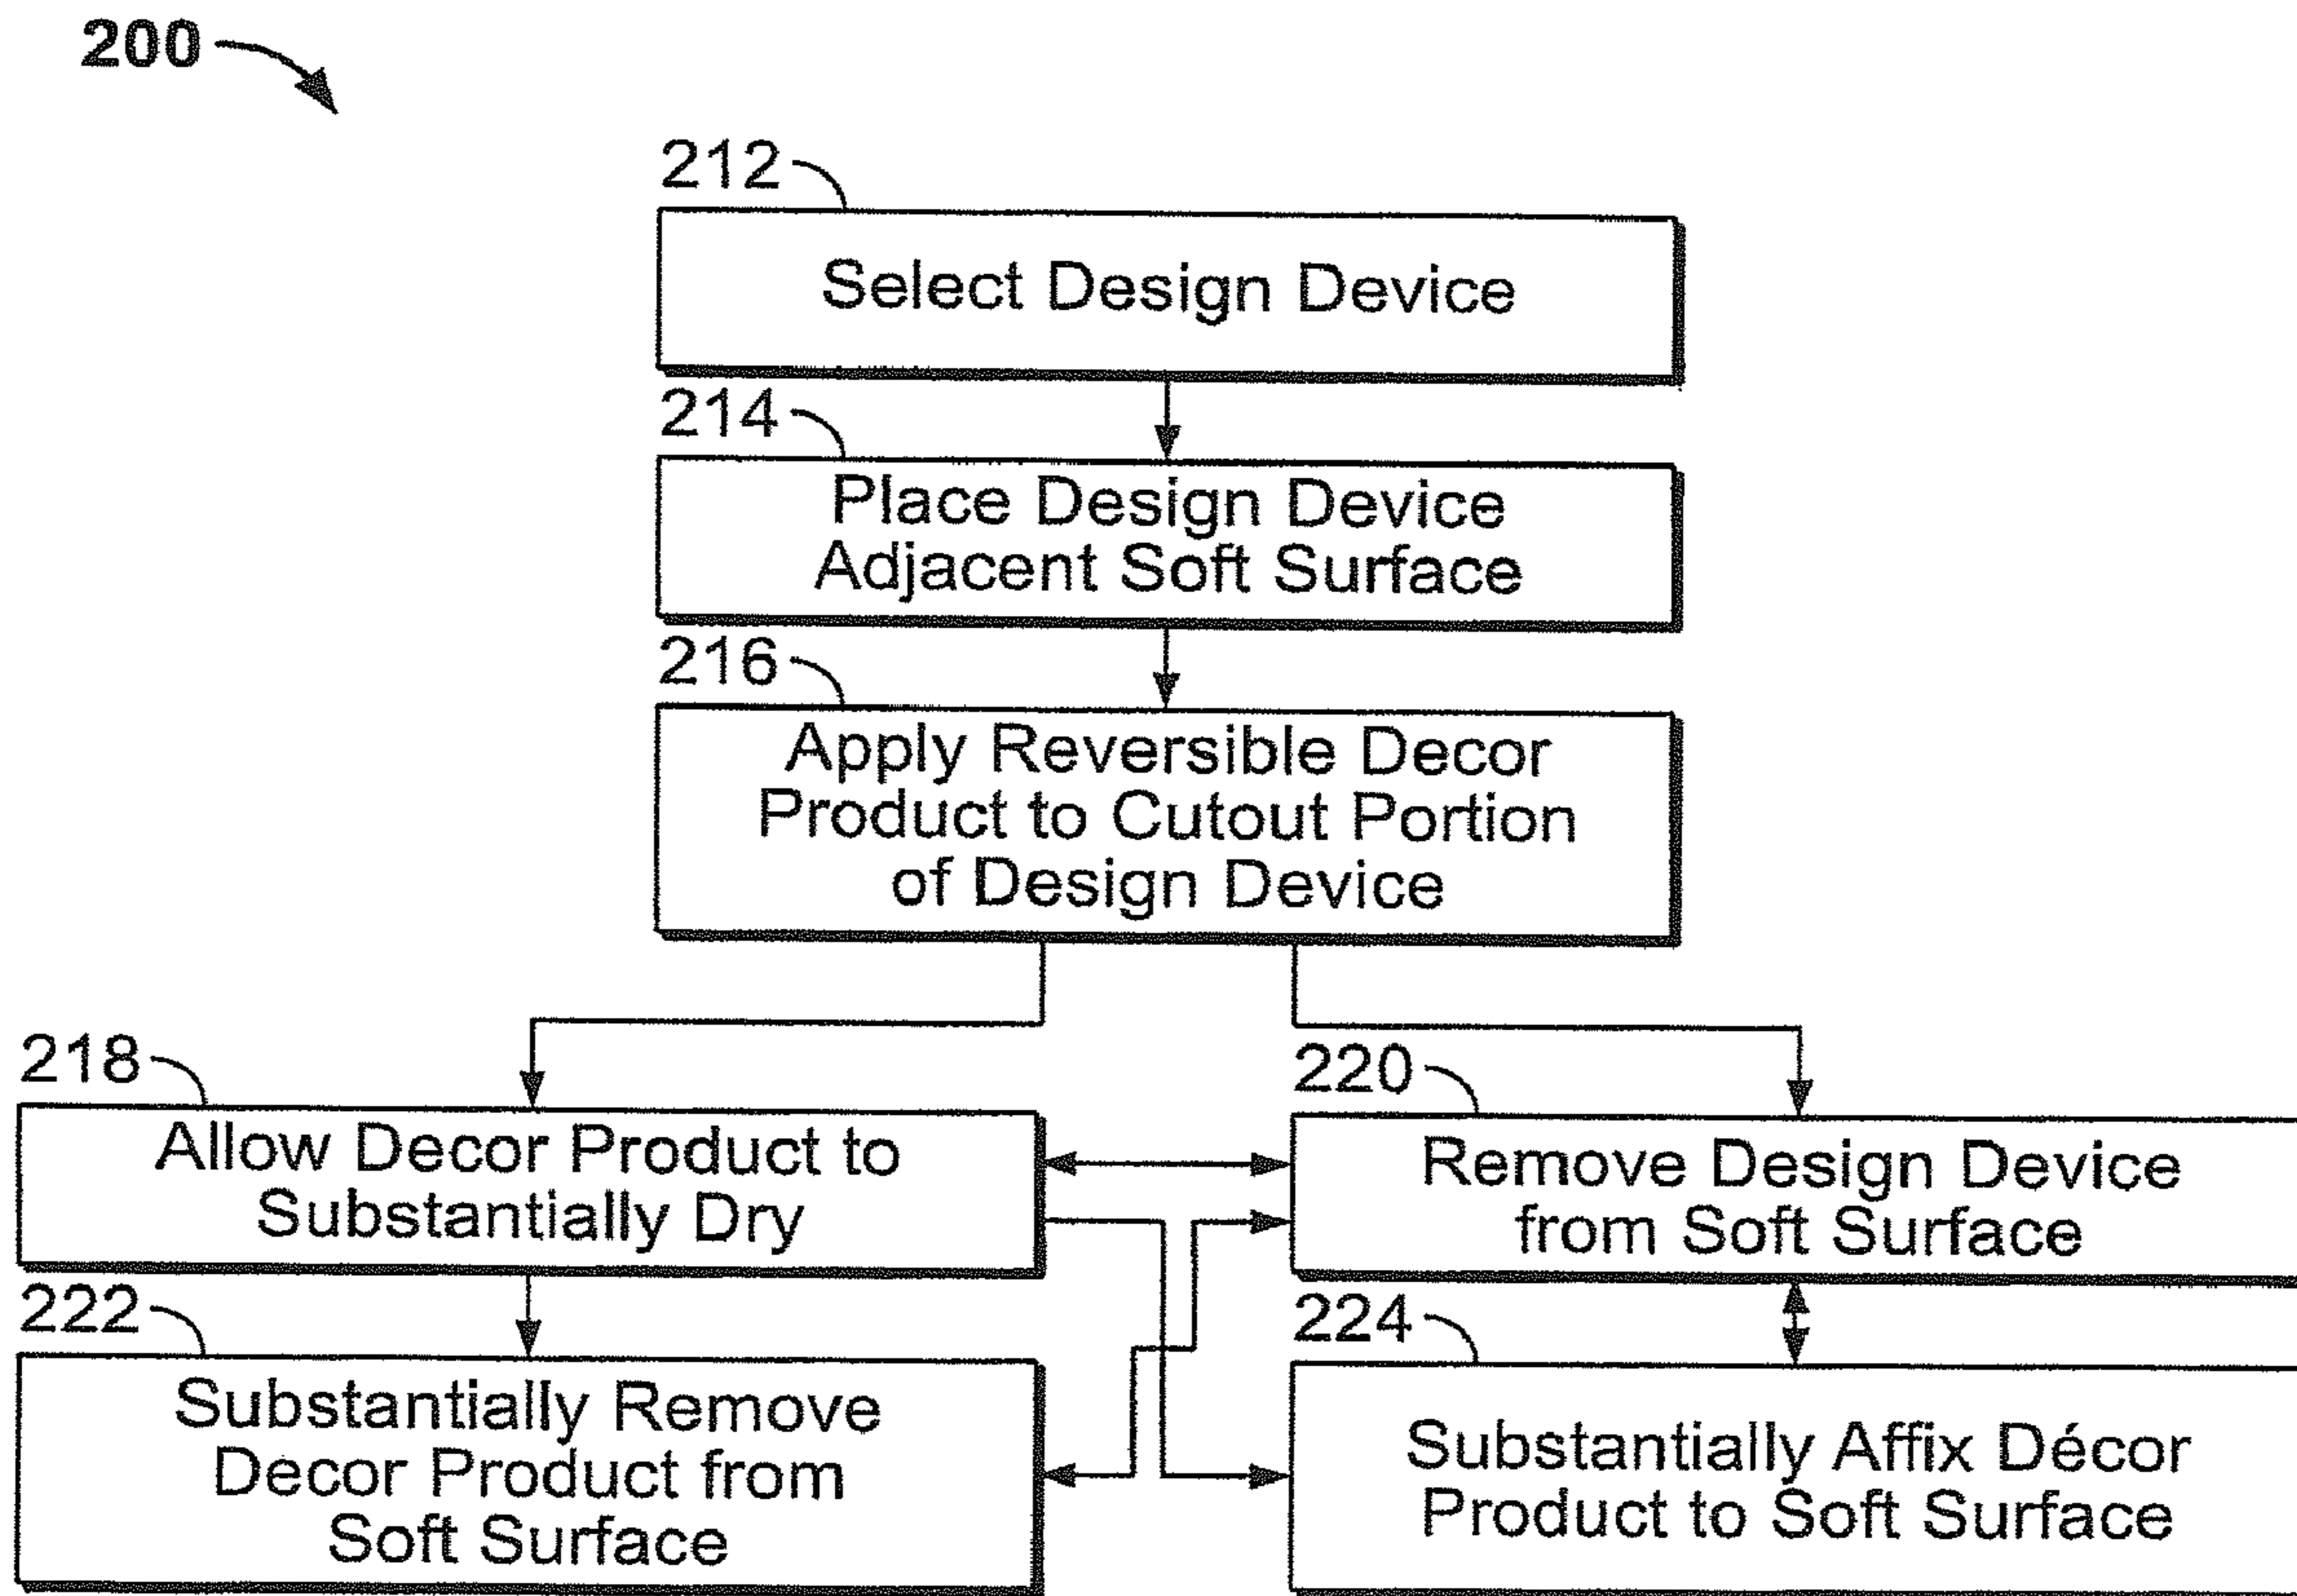 200
212
Select Design Device
214
Place Design Device
Adjacent Soft Surface
216
Apply Reversible Decor
Product to Cutout Portion
of Design Device
218
Allow Decor Product to
Substantially Dry
220
Remove Design Device
from Soft Surface
222
Substantially Remove
Decor Product from
Soft Surface
224
Substantially Affix Décor
Product to Soft Surface